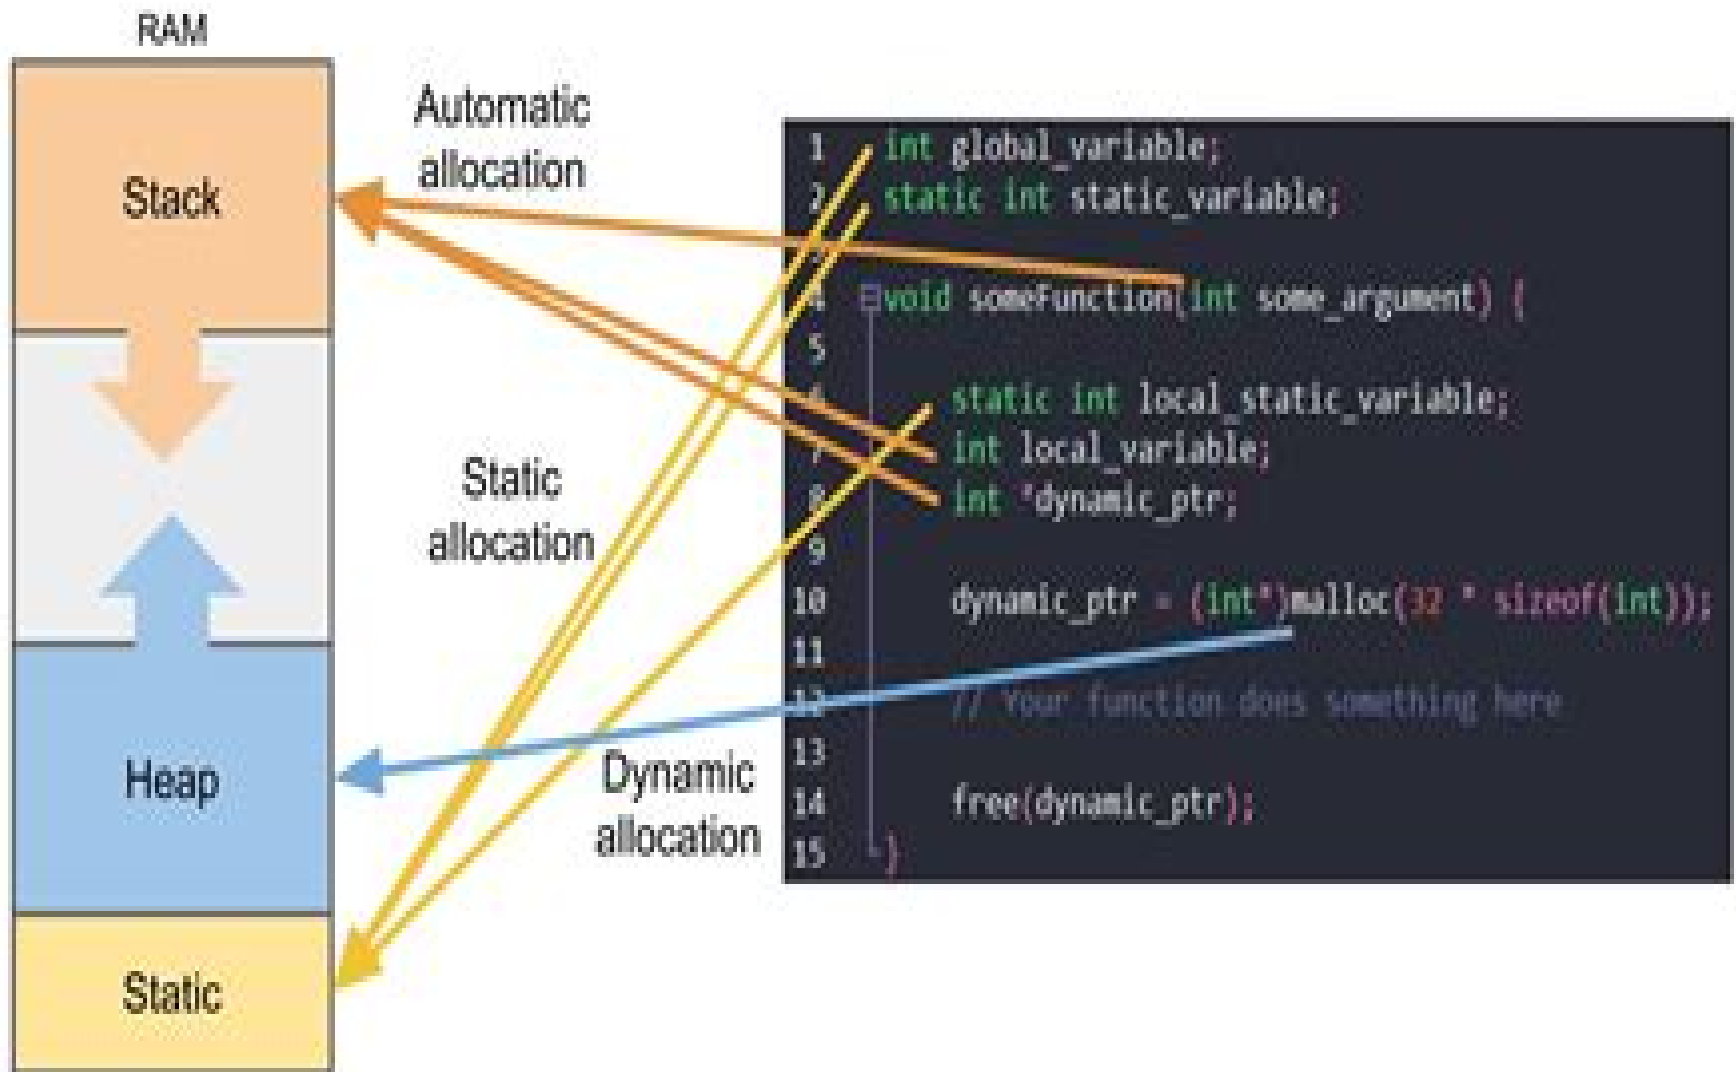 RAM
Stack
Heap
Static
Automatic
allocation
Static
allocation
Dynamic
allocation
1 int global_variable;
2 static int static_variable;
3
4 void someFunction(int some_argument) {
5
6 static int local_static_variable;
7 int local_variable;
8 int *dynamic_ptr;
9
10 dynamic_ptr = (int*)malloc(32 * sizeof(int));
11
12 // Your function does something here
13
14 free(dynamic_ptr);
15 }